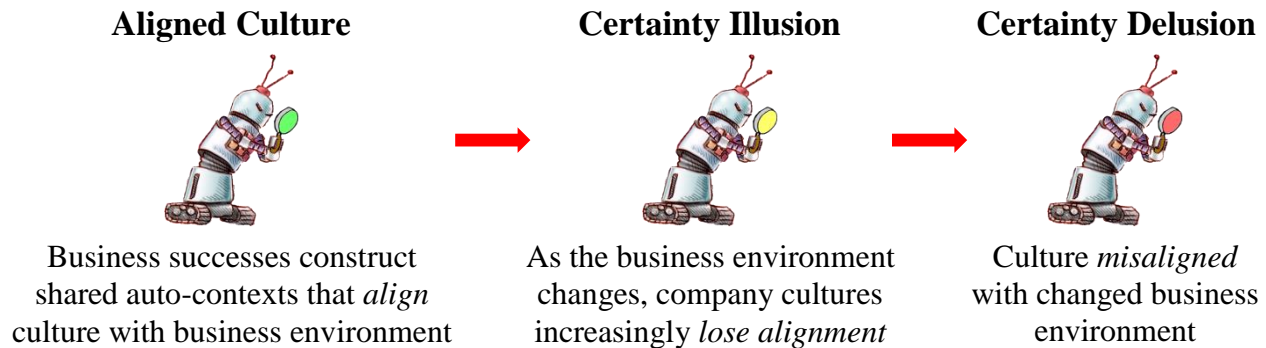 Aligned Culture
Business successes construct
shared auto-contexts that align
culture with business environment
Certainty Illusion
As the business environment
changes, company cultures
increasingly lose alignment
Certainty Delusion
Culture misaligned
with changed business
environment